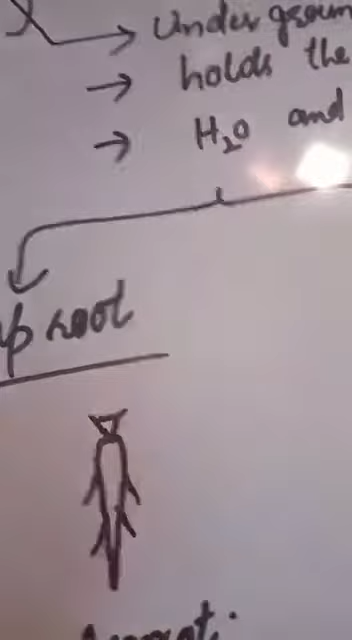 → Undergroun
→ holds the
→ H₂O and
p root